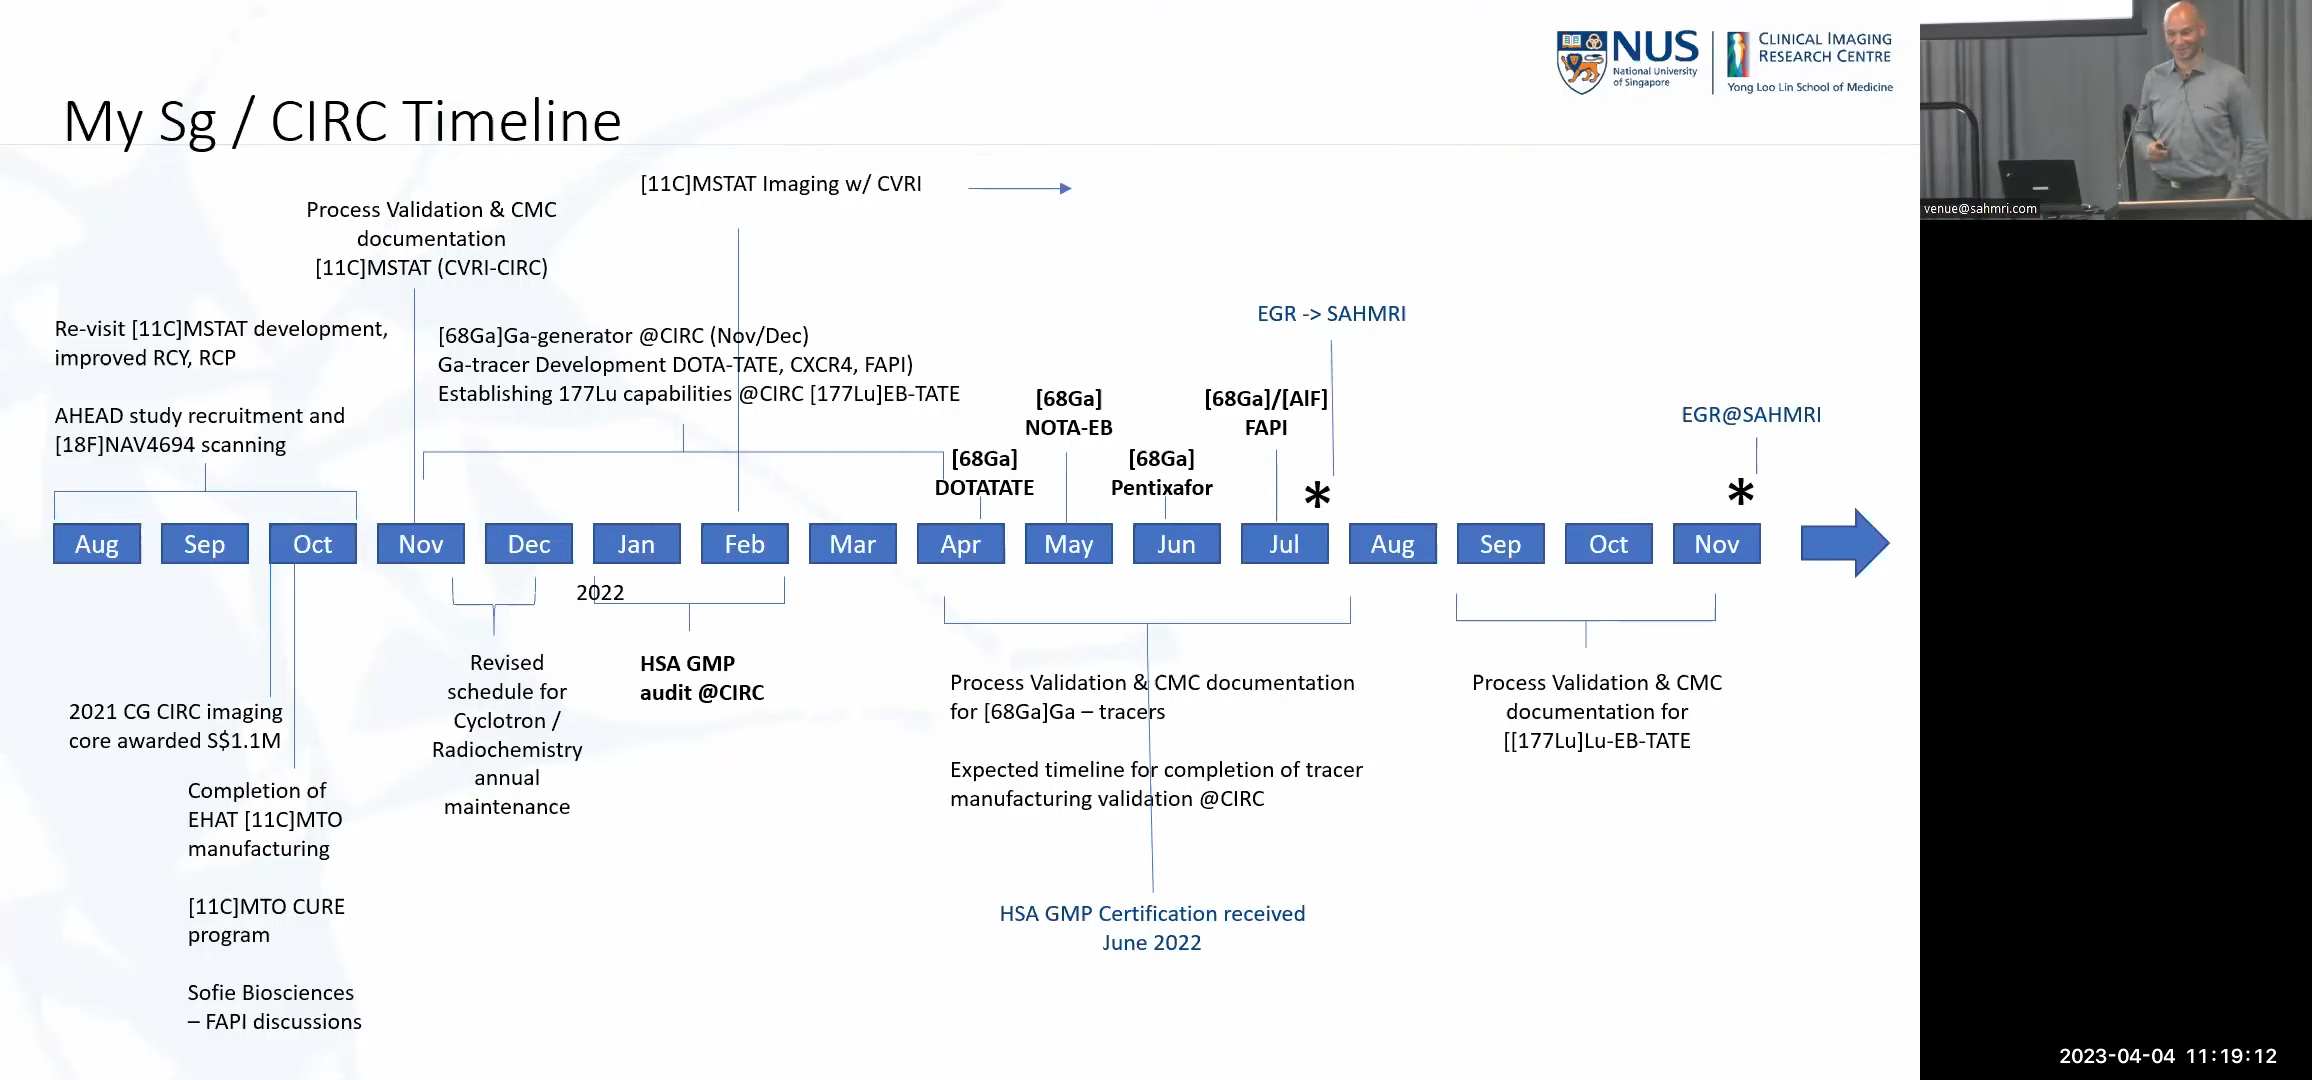 NUS
National University
of Singapore
CLINICAL IMAGING
RESEARCH CENTRE
Yong Loo Lin School of Medicine
venue@sahmri.com
My Sg / CIRC Timeline
[11C]MSTAT Imaging w/ CVRI
Process Validation & CMC
documentation
[11C]MSTAT (CVRI-CIRC)
Re-visit [11C]MSTAT development,
improved RCY, RCP
AHEAD study recruitment and
[18F]NAV4694 scanning
[68Ga]Ga-generator @CIRC (Nov/Dec)
Ga-tracer Development DOTA-TATE, CXCR4, FAPI)
Establishing 177Lu capabilities @CIRC [177Lu]EB-TATE
[68Ga]
DOTATATE
[68Ga]
NOTA-EB
[68Ga]
Pentixafor
[68Ga]/[AlF]
FAPI
EGR -> SAHMRI
*
EGR@SAHMRI
*
Aug
Sep
Oct
Nov
Dec
Jan
Feb
Mar
Apr
May
Jun
Jul
Aug
Sep
Oct
Nov
2022
2021 CG CIRC imaging
core awarded S$1.1M
Completion of
EHAT [11C]MTO
manufacturing
[11C]MTO CURE
program
Sofie Biosciences
– FAPI discussions
Revised
schedule for
Cyclotron /
Radiochemistry
annual
maintenance
HSA GMP
audit @CIRC
Process Validation & CMC documentation
for [68Ga]Ga – tracers
Expected timeline for completion of tracer
manufacturing validation @CIRC
HSA GMP Certification received
June 2022
Process Validation & CMC
documentation for
[[177Lu]Lu-EB-TATE
2023-04-04 11:19:12